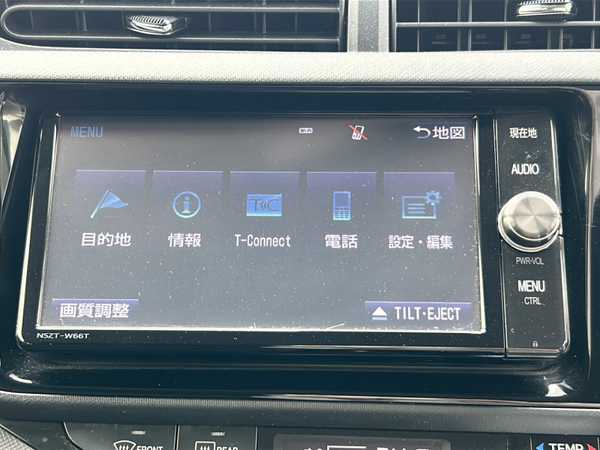 MENU
地図
目的地
情報
T-Connect
電話
設定・編集
画質調整
TILT・EJECT
NSZT-W66T
現在地
AUDIO
PWR・VOL
MENU
CTRL
FRONT
REAR
TEMP